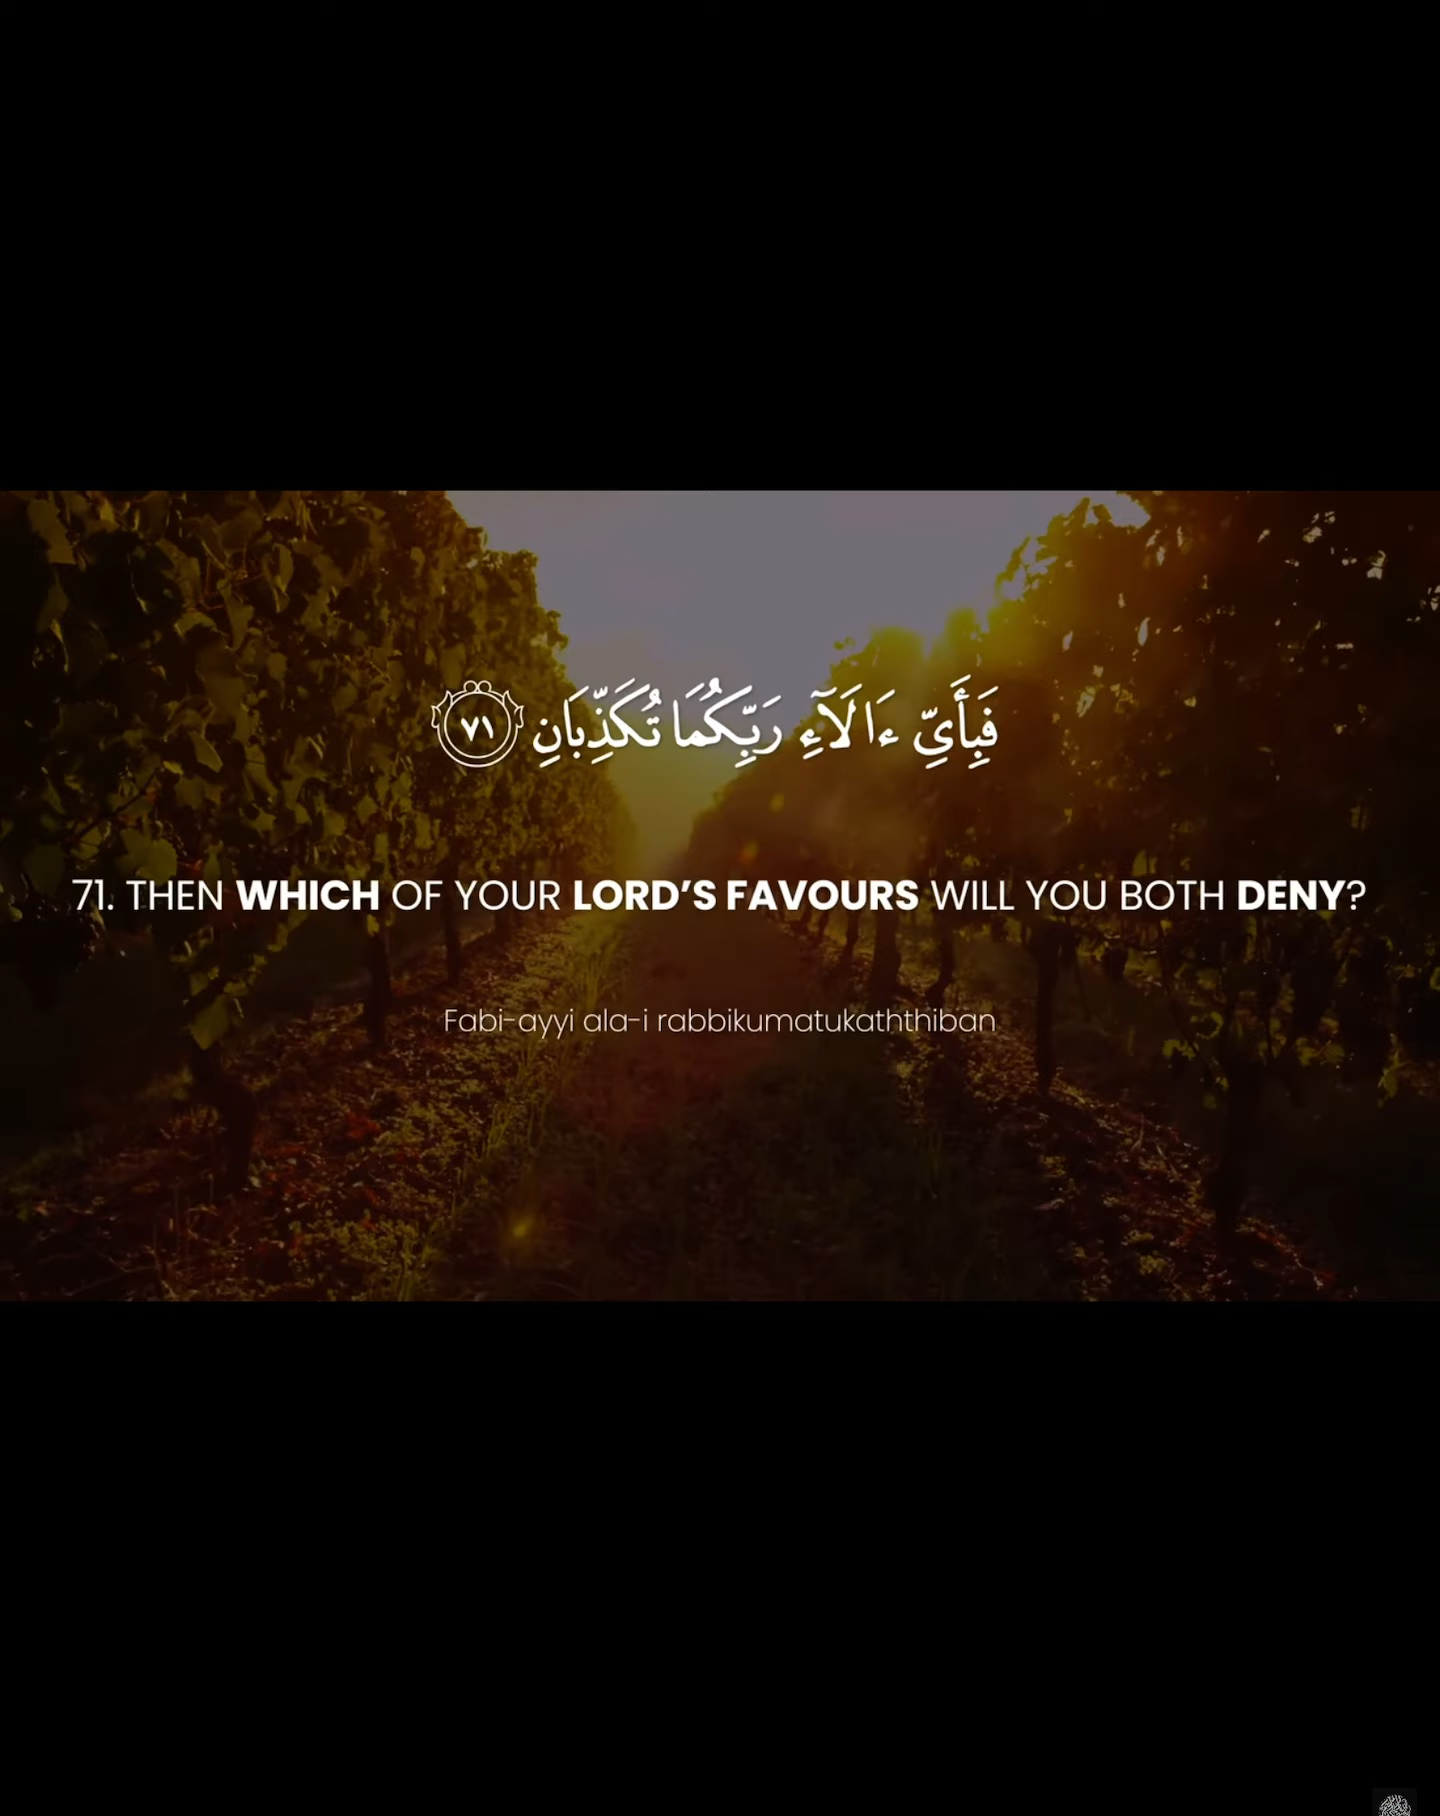 فَبِأَيِّ ءَالَآءِ رَبِّكُمَا تُكَذِّبَانِ ٧١
71. THEN WHICH OF YOUR LORD’S FAVOURS WILL YOU BOTH DENY?
Fabi-ayyi ala-i rabbikumatukaththiban